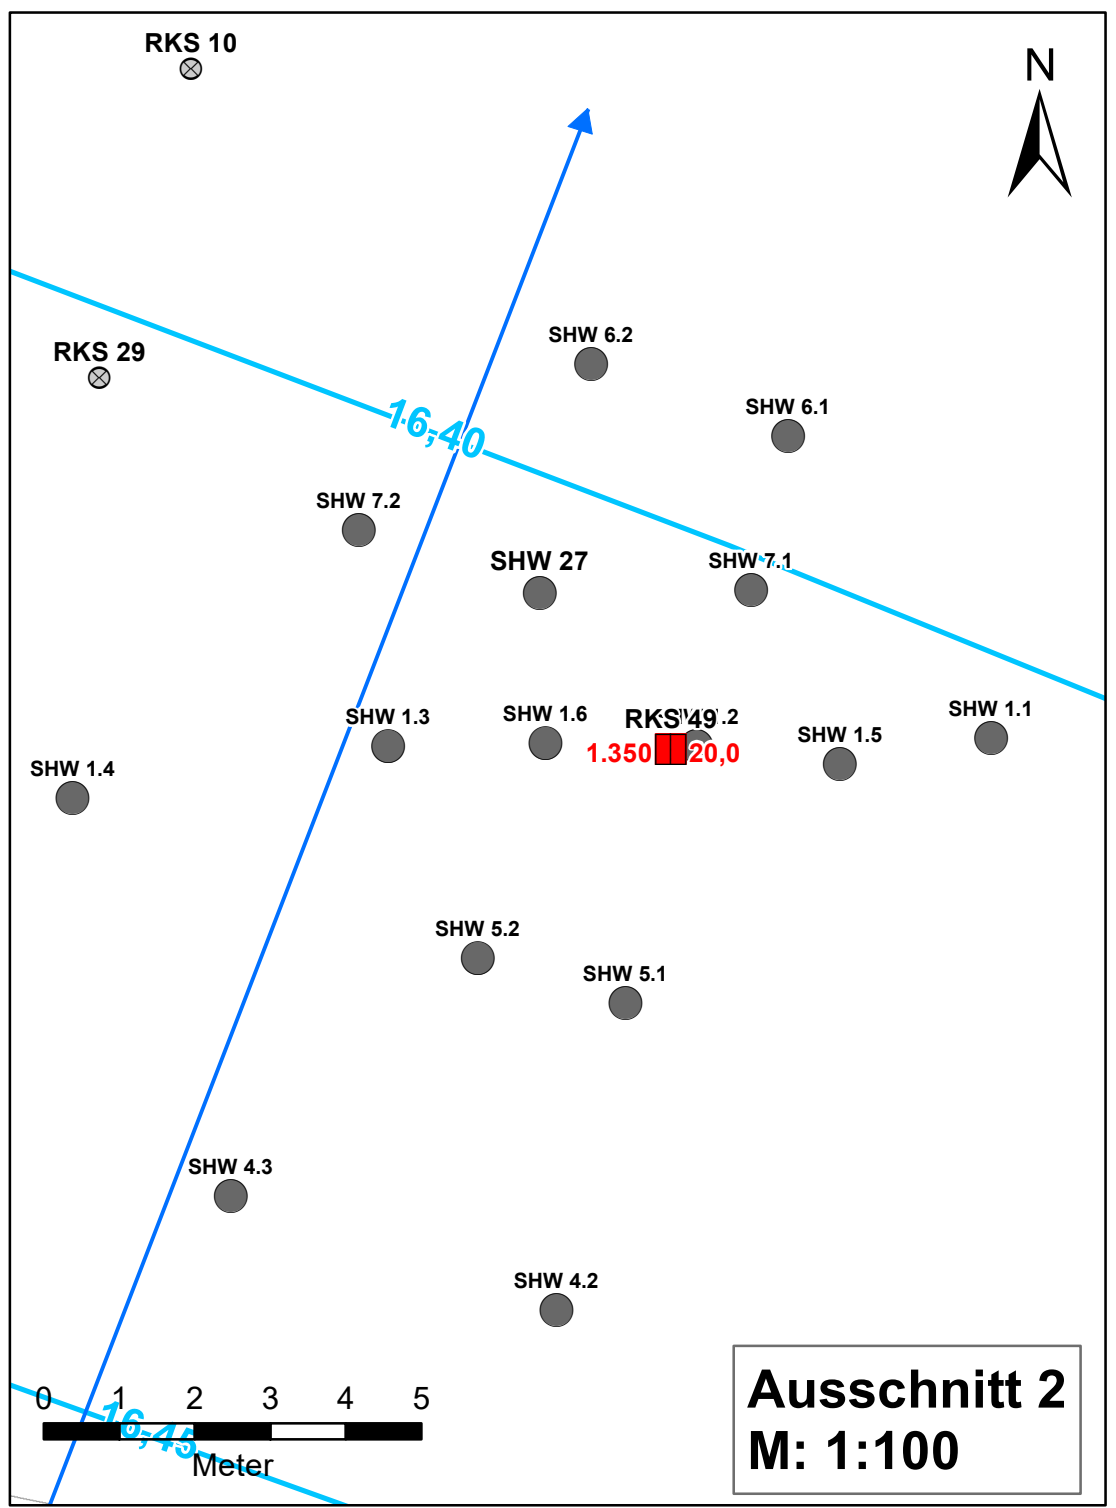 RKS 10
N
SHW 6.2
RKS 29
SHW 6.1
16,40
SHW 7.2
SHW 27
SHW 7.1
SHW 1.1
SHW 1.6
SHW 1.3
RKS 49 .2
SHW 1.5
1.350 20,0
SHW 1.4
SHW 5.2
SHW 5.1
SHW 4.3
SHW 4.2
0 1 2 3 4 5
16,45
Meter
Ausschnitt 2
M: 1:100